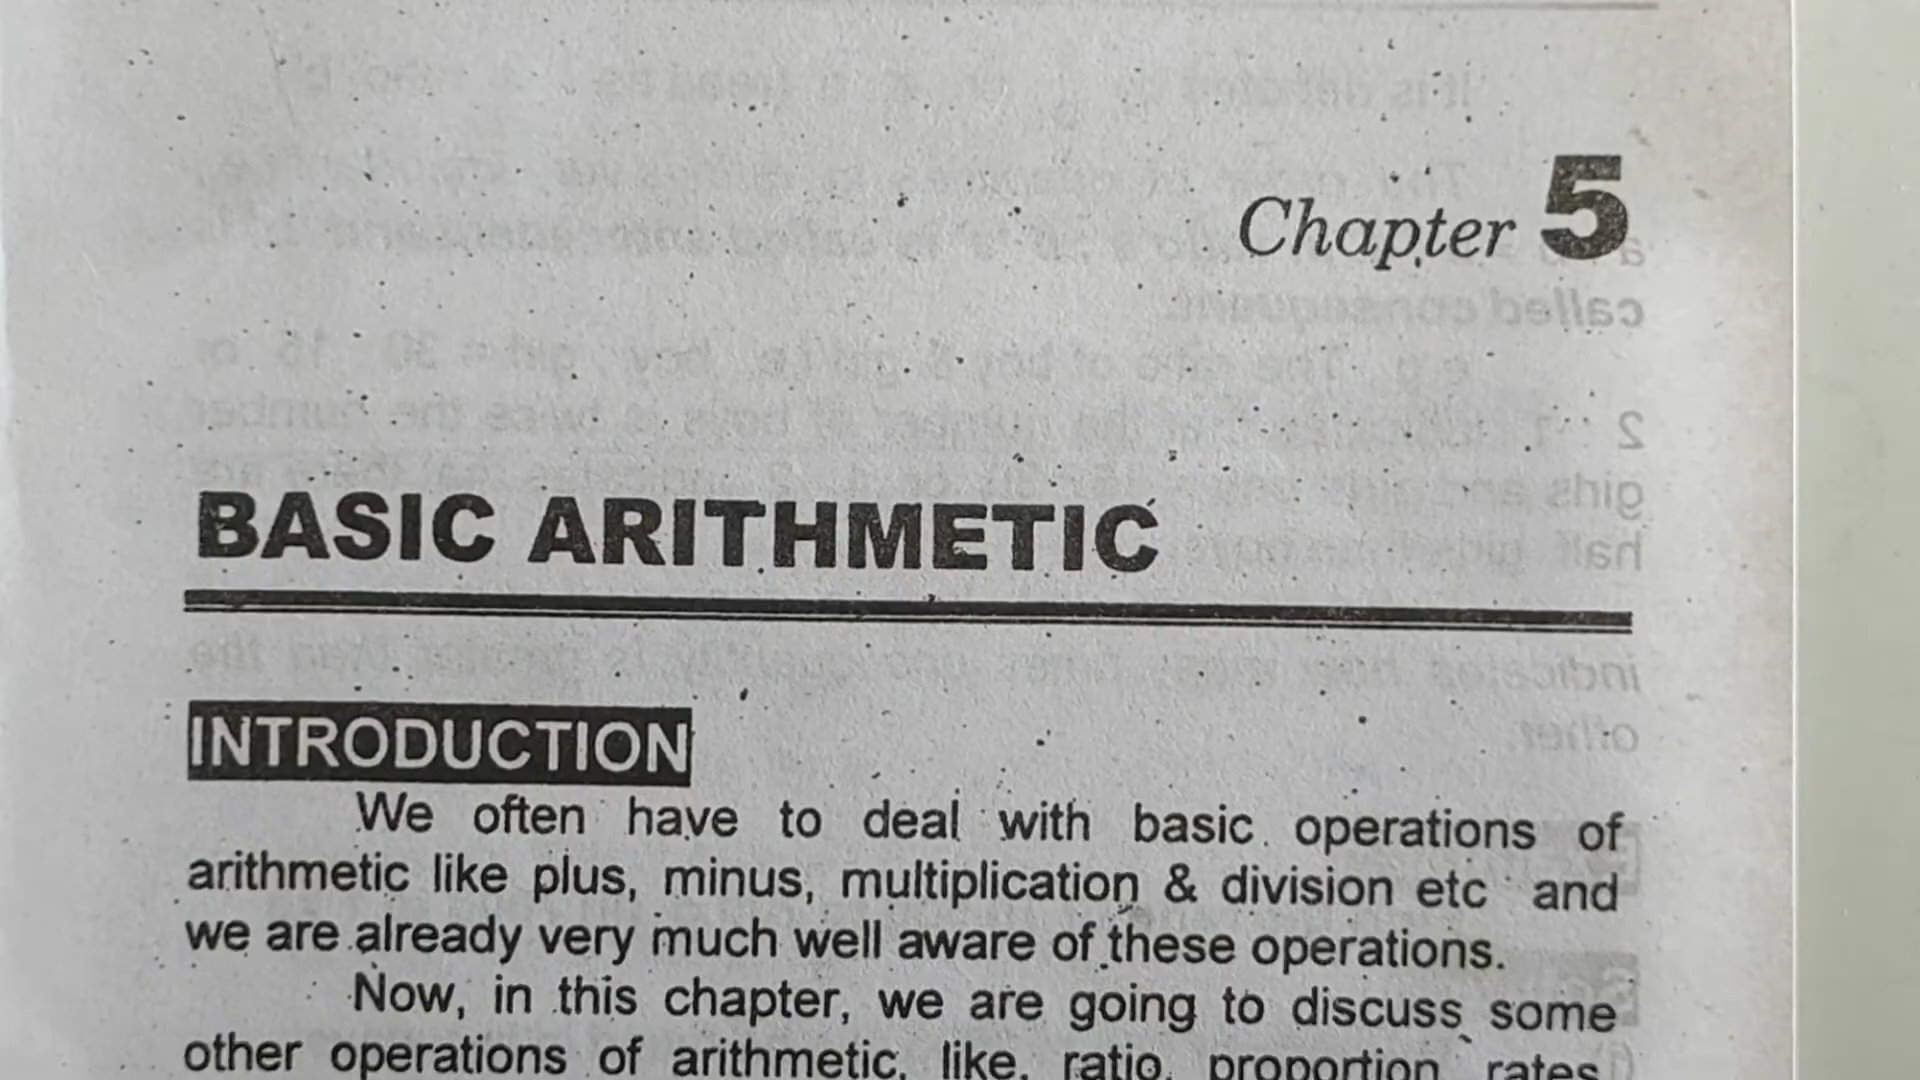 Chapter 5
BASIC ARITHMETIC
INTRODUCTION
We often have to deal with basic operations of
arithmetic like plus, minus, multiplication & division etc and
we are already very much well aware of these operations.
Now, in this chapter, we are going to discuss some
other operations of arithmetic, like, ratio, proportion, rates,